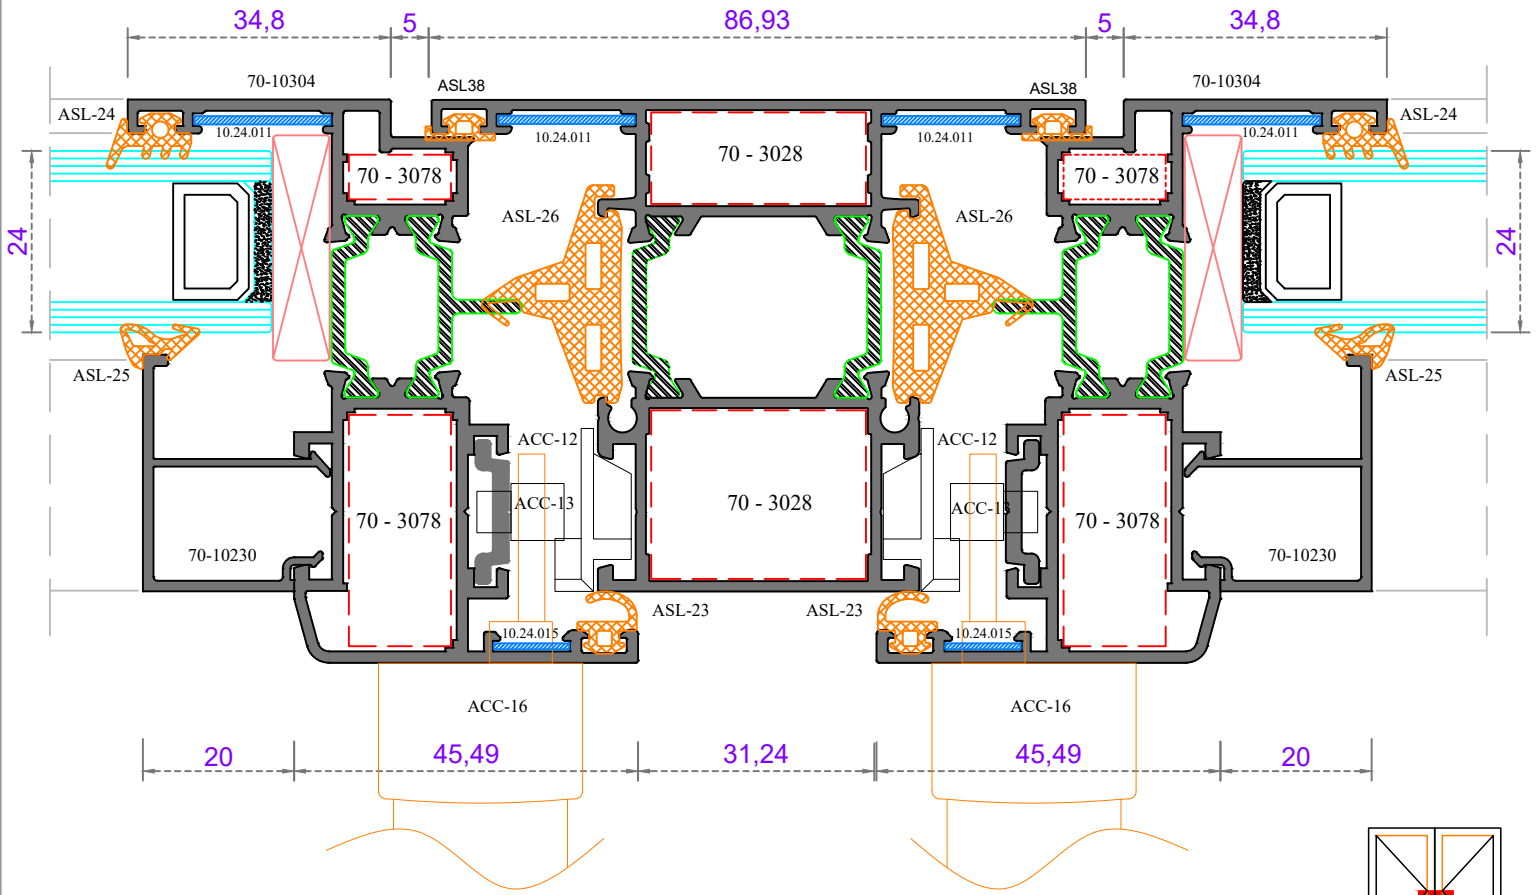 34,8 5 86,93 5 34,8
70-10304 ASL38 ASL38 70-10304
ASL-24 ASL-24
10.24.011 10.24.011 10.24.011 10.24.011
70 - 3028
70 - 3078 70 - 3078
ASL-26 ASL-26
24 24
ASL-25 ASL-25
ACC-12 ACC-12
ACC-13 70 - 3028 ACC-13
70 - 3078 70 - 3078
70-10230 70-10230
ASL-23 ASL-23
10.24.015 10.24.015
ACC-16 ACC-16
20 45,49 31,24 45,49 20